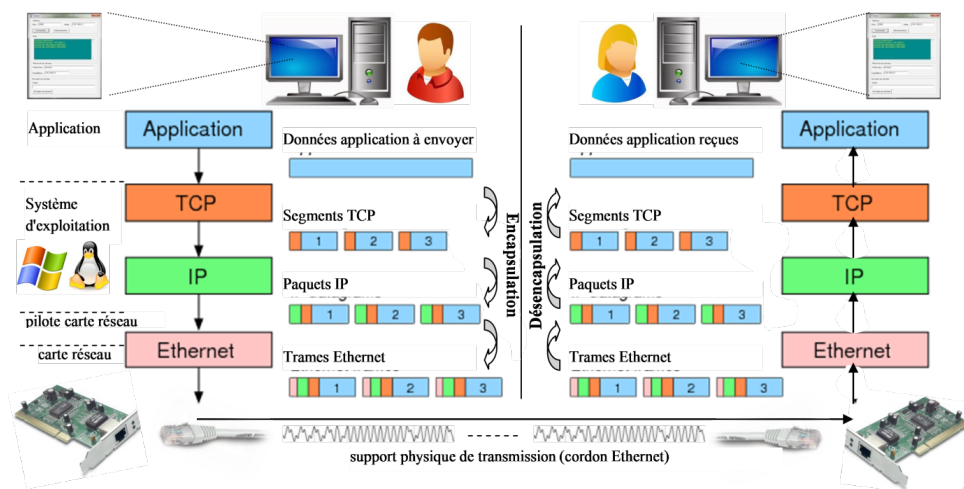 Application
Application
Données application à envoyer
Données application reçues
Application
Système
d'exploitation
TCP
Segments TCP
1 2 3
Encapsulation
Désencapsulation
Segments TCP
1 2 3
TCP
IP
Paquets IP
1 2 3
Paquets IP
1 2 3
IP
pilote carte réseau
carte réseau
Ethernet
Trames Ethernet
1 2 3
Trames Ethernet
1 2 3
Ethernet
support physique de transmission (cordon Ethernet)